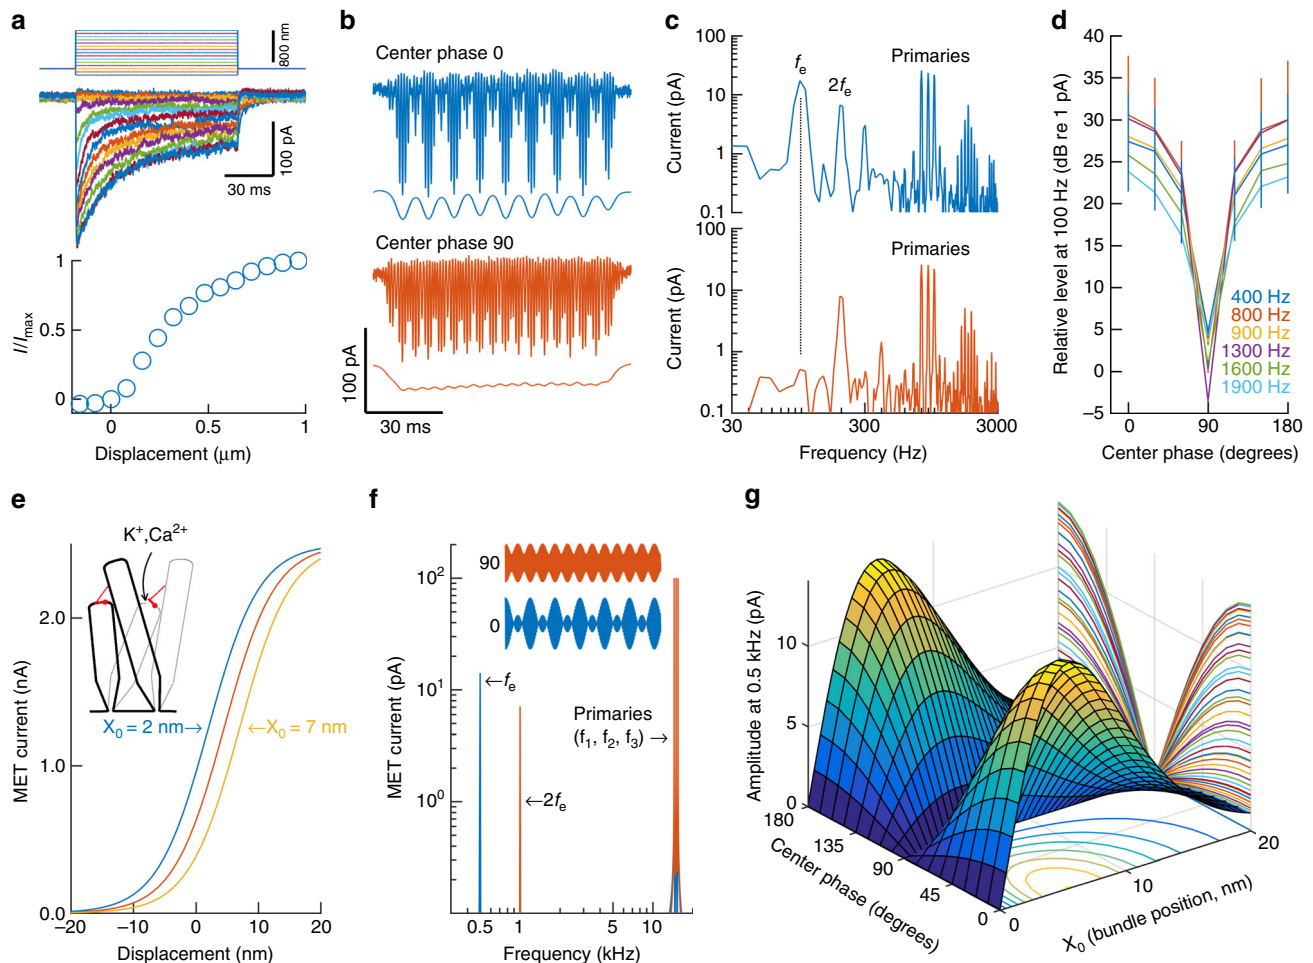 a
800 nm
100 pA
30 ms
1
0.5
0
I/Imax
0
0.5
1
Displacement (μm)
b
Center phase 0
Center phase 90
100 pA
30 ms
c
100
10
1
0.1
Current (pA)
fe
2fe
Primaries
100
10
1
0.1
Current (pA)
Primaries
30
300
3000
Frequency (Hz)
d
40
35
30
25
20
15
10
5
0
−5
Relative level at 100 Hz (dB re 1 pA)
400 Hz
800 Hz
900 Hz
1300 Hz
1600 Hz
1900 Hz
0
90
180
Center phase (degrees)
e
K+,Ca2+
2.0
1.0
0.0
MET current (nA)
X0 = 2 nm→
←X0 = 7 nm
−20
−10
0
10
20
Displacement (nm)
f
90
0
10²
10¹
10⁰
MET current (pA)
←fe
←2fe
Primaries
(f1, f2, f3) →
0.5
1
5
10
Frequency (kHz)
g
10
5
0
Amplitude at 0.5 kHz (pA)
180
135
90
45
0
Center phase (degrees)
0
10
20
X0 (bundle position, nm)